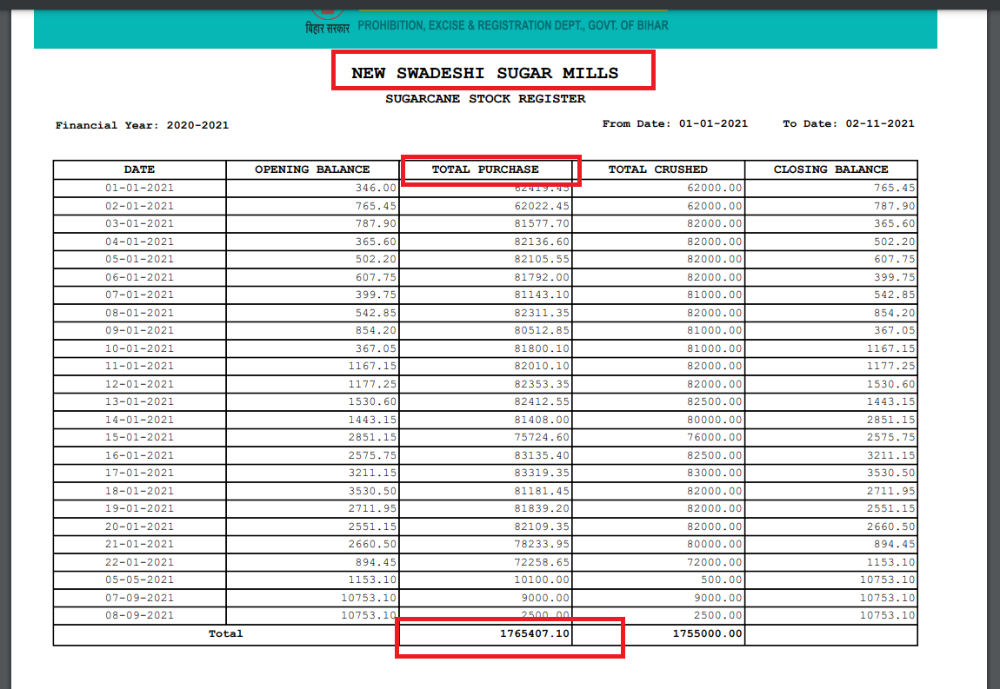 बिहार सरकार PROHIBITION, EXCISE & REGISTRATION DEPT., GOVT. OF BIHAR
NEW SWADESHI SUGAR MILLS
SUGARCANE STOCK REGISTER
Financial Year: 2020-2021 From Date: 01-01-2021 To Date: 02-11-2021
DATE OPENING BALANCE TOTAL PURCHASE TOTAL CRUSHED CLOSING BALANCE
01-01-2021 346.00 62419.45 62000.00 765.45
02-01-2021 765.45 62022.45 62000.00 787.90
03-01-2021 787.90 81577.70 82000.00 365.60
04-01-2021 365.60 82136.60 82000.00 502.20
05-01-2021 502.20 82105.55 82000.00 607.75
06-01-2021 607.75 81792.00 82000.00 399.75
07-01-2021 399.75 81143.10 81000.00 542.85
08-01-2021 542.85 82311.35 82000.00 854.20
09-01-2021 854.20 80512.85 81000.00 367.05
10-01-2021 367.05 81800.10 81000.00 1167.15
11-01-2021 1167.15 82010.10 82000.00 1177.25
12-01-2021 1177.25 82353.35 82000.00 1530.60
13-01-2021 1530.60 82412.55 82500.00 1443.15
14-01-2021 1443.15 81408.00 80000.00 2851.15
15-01-2021 2851.15 75724.60 76000.00 2575.75
16-01-2021 2575.75 83135.40 82500.00 3211.15
17-01-2021 3211.15 83319.35 83000.00 3530.50
18-01-2021 3530.50 81181.45 82000.00 2711.95
19-01-2021 2711.95 81839.20 82000.00 2551.15
20-01-2021 2551.15 82109.35 82000.00 2660.50
21-01-2021 2660.50 78233.95 80000.00 894.45
22-01-2021 894.45 72258.65 72000.00 1153.10
05-05-2021 1153.10 10100.00 500.00 10753.10
07-09-2021 10753.10 9000.00 9000.00 10753.10
08-09-2021 10753.10 2500.00 2500.00 10753.10
Total 1765407.10 1755000.00